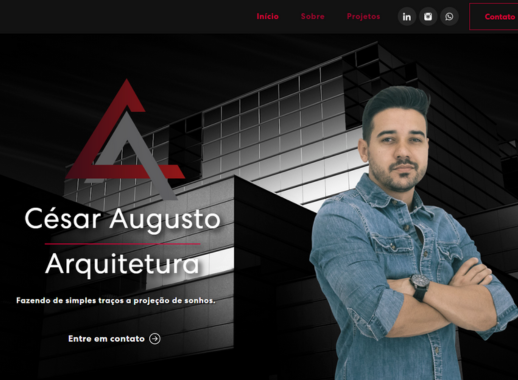 Início Sobre Projetos Contato
César Augusto
Arquitetura
Fazendo de simples traços a projeção de sonhos.
Entre em contato